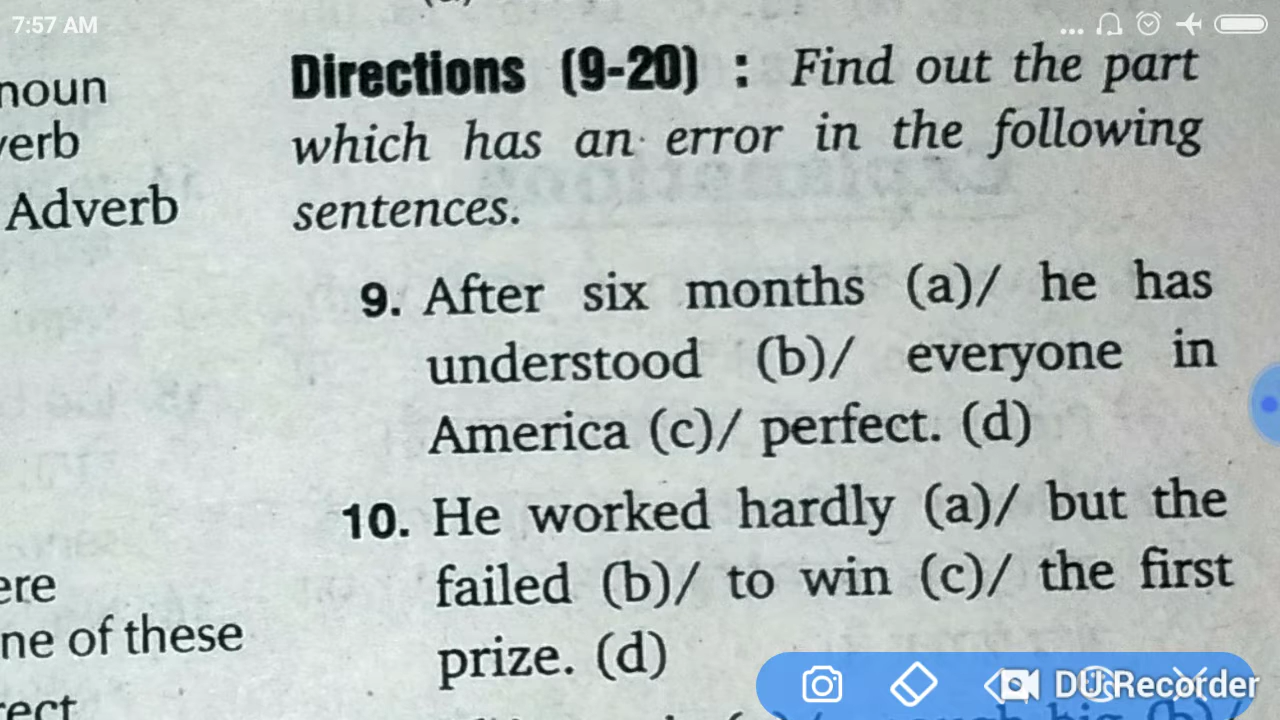 7:57 AM
noun
verb
Adverb
ere
ne of these
rect
Directions (9-20) : Find out the part
which has an error in the following
sentences.
9. After six months (a)/ he has
understood (b)/ everyone in
America (c)/ perfect. (d)
10. He worked hardly (a)/ but the
failed (b)/ to win (c)/ the first
prize. (d)
DU Recorder